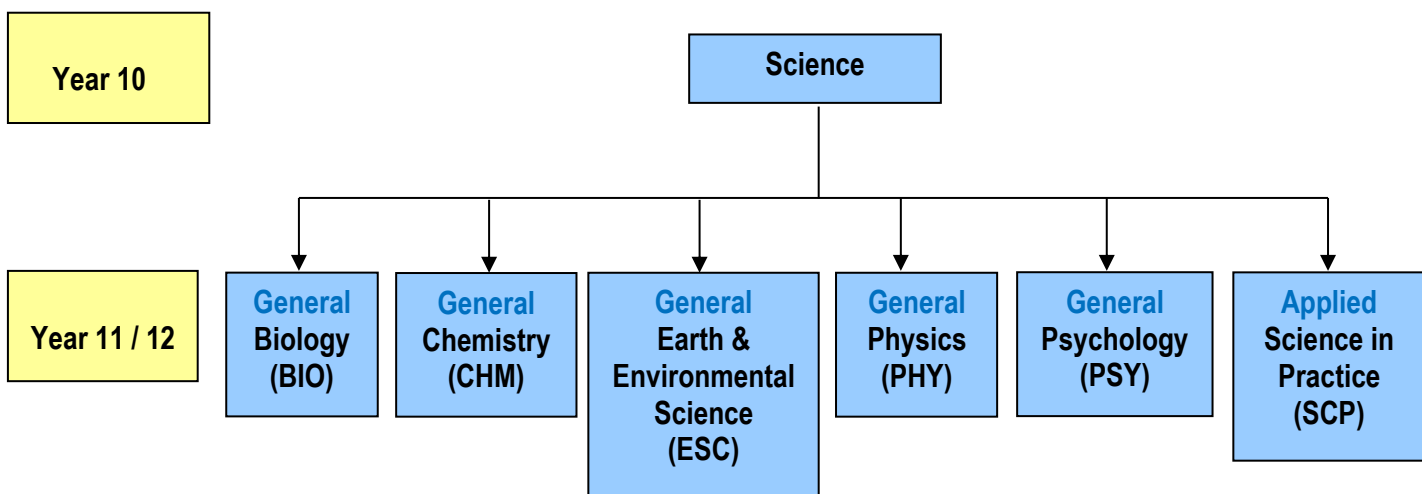 Year 10
Science
Year 11 / 12
General
Biology
(BIO)
General
Chemistry
(CHM)
General
Earth &
Environmental
Science
(ESC)
General
Physics
(PHY)
General
Psychology
(PSY)
Applied
Science in
Practice
(SCP)